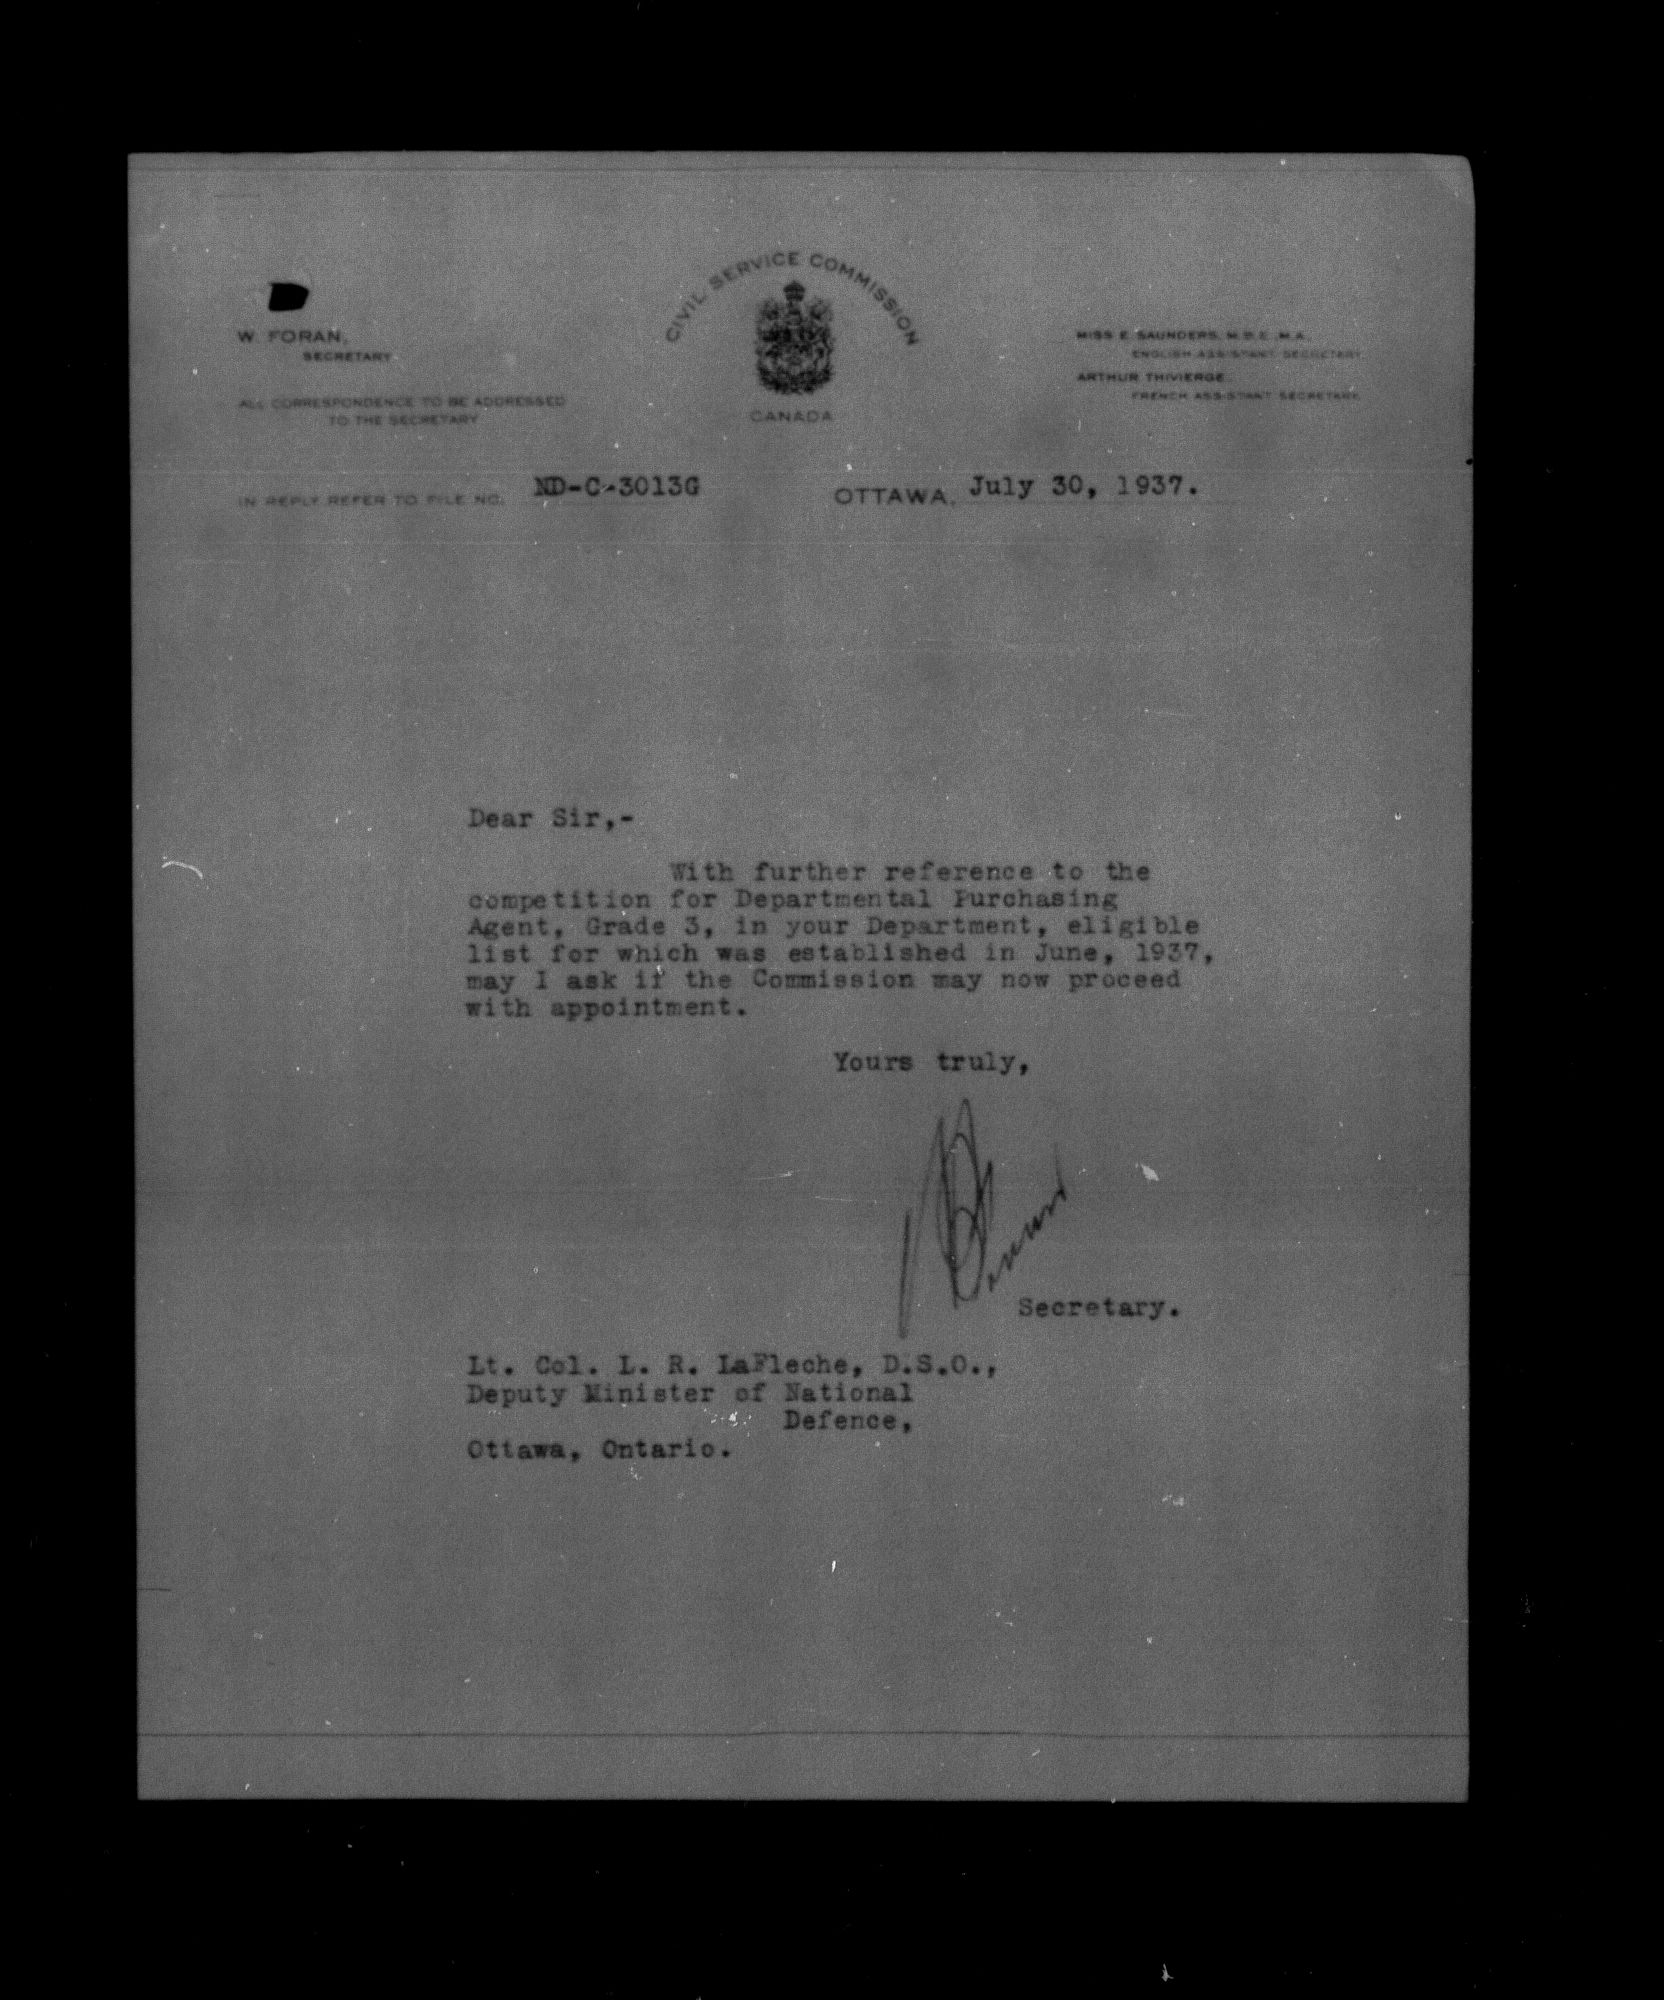 CIVIL SERVICE COMMISSION
CANADA
W. FORAN,
SECRETARY
ALL CORRESPONDENCE TO BE ADDRESSED
TO THE SECRETARY
MISS E. SAUNDERS, M.B.E., M.A.,
ENGLISH ASSISTANT SECRETARY
ARTHUR THIVIERGE,
FRENCH ASSISTANT SECRETARY.
IN REPLY REFER TO FILE NO. ND-C-3013G
OTTAWA, July 30, 1937.
Dear Sir,-
With further reference to the
competition for Departmental Purchasing
Agent, Grade 3, in your Department, eligible
list for which was established in June, 1937,
may I ask if the Commission may now proceed
with appointment.
Yours truly,
Secretary.
Lt. Col. L. R. LaFleche, D.S.O.,
Deputy Minister of National
Defence,
Ottawa, Ontario.